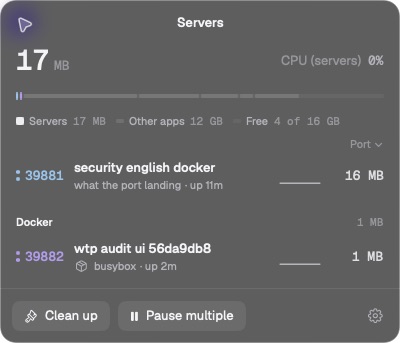 Servers
17 MB
CPU (servers) 0%
Servers 17 MB Other apps 12 GB Free 4 of 16 GB
Port
:39881 security english docker
what the port landing · up 11m
16 MB
Docker 1 MB
:39882 wtp audit ui 56da9db8
busybox · up 2m
1 MB
Clean up Pause multiple